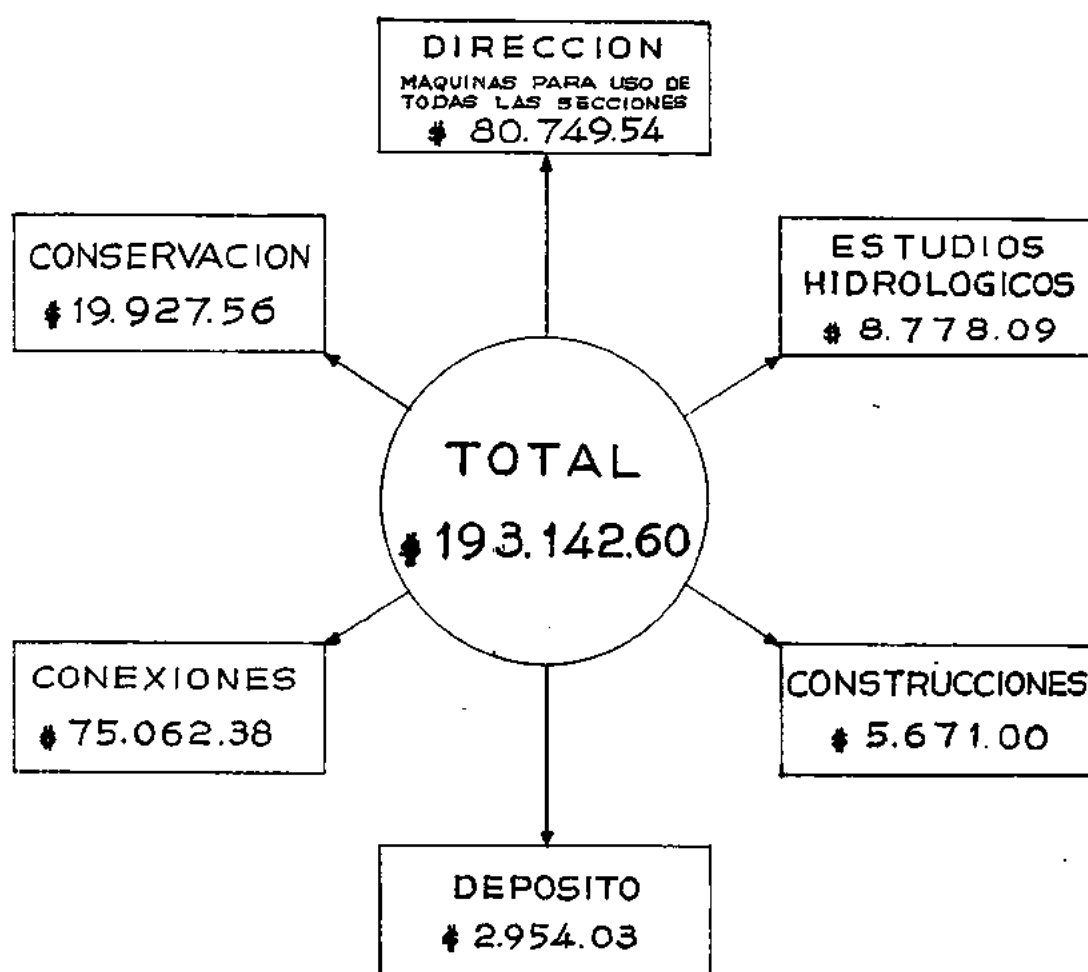 DIRECCION
MAQUINAS PARA USO DE
TODAS LAS SECCIONES
$ 80.749.54
CONSERVACION
$ 19.927.56
ESTUDIOS
HIDROLOGICOS
$ 8.778.09
TOTAL
$ 193.142.60
CONEXIONES
$ 75.062.38
CONSTRUCCIONES
$ 5.671.00
DEPOSITO
$ 2.954.03